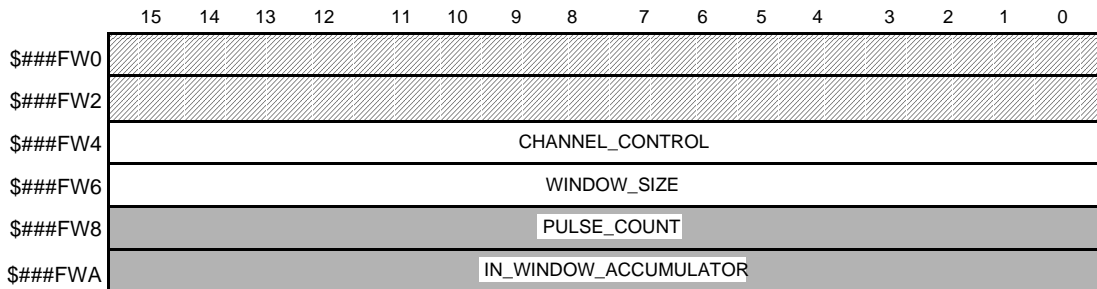 15 14 13 12 11 10 9 8 7 6 5 4 3 2 1 0
$###FW0
$###FW2
$###FW4 CHANNEL_CONTROL
$###FW6 WINDOW_SIZE
$###FW8 PULSE_COUNT
$###FWA IN_WINDOW_ACCUMULATOR